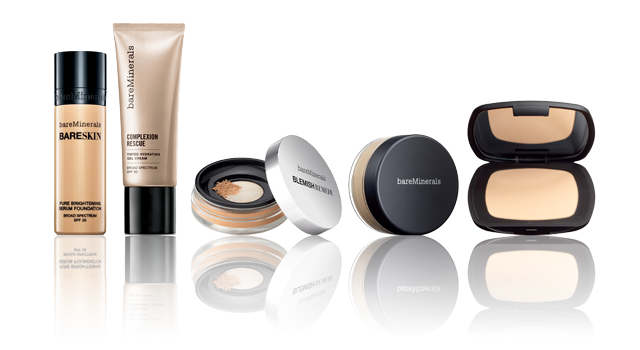 bareMinerals
BARESKIN
PURE BRIGHTENING
SERUM FOUNDATION
BROAD SPECTRUM
SPF 20
bareMinerals
COMPLEXION
RESCUE
TINTED HYDRATING
GEL CREAM
BROAD SPECTRUM
SPF 30
bareMinerals
BLEMISH REMEDY
bareMinerals